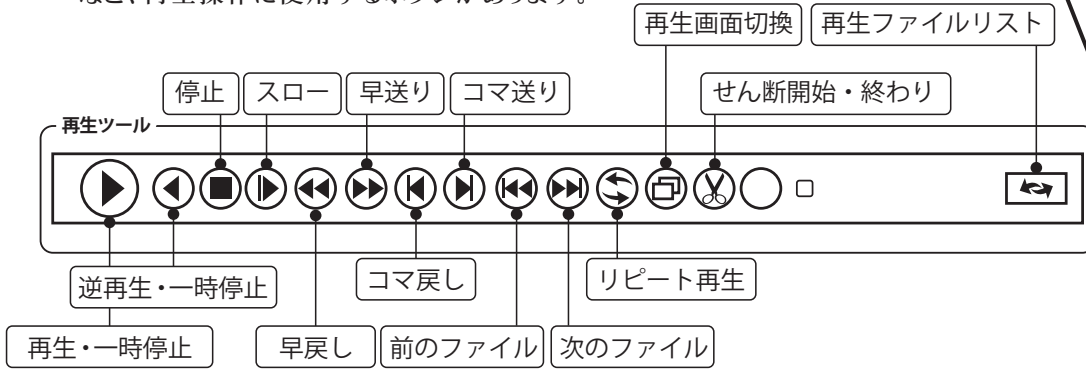 など、再生操作に使用するボタンがあります。
再生画面切換 再生ファイルリスト
停止 スロー 早送り コマ送り せん断開始・終わり
再生ツール
逆再生・一時停止 コマ戻し リピート再生
再生・一時停止 早戻し 前のファイル 次のファイル